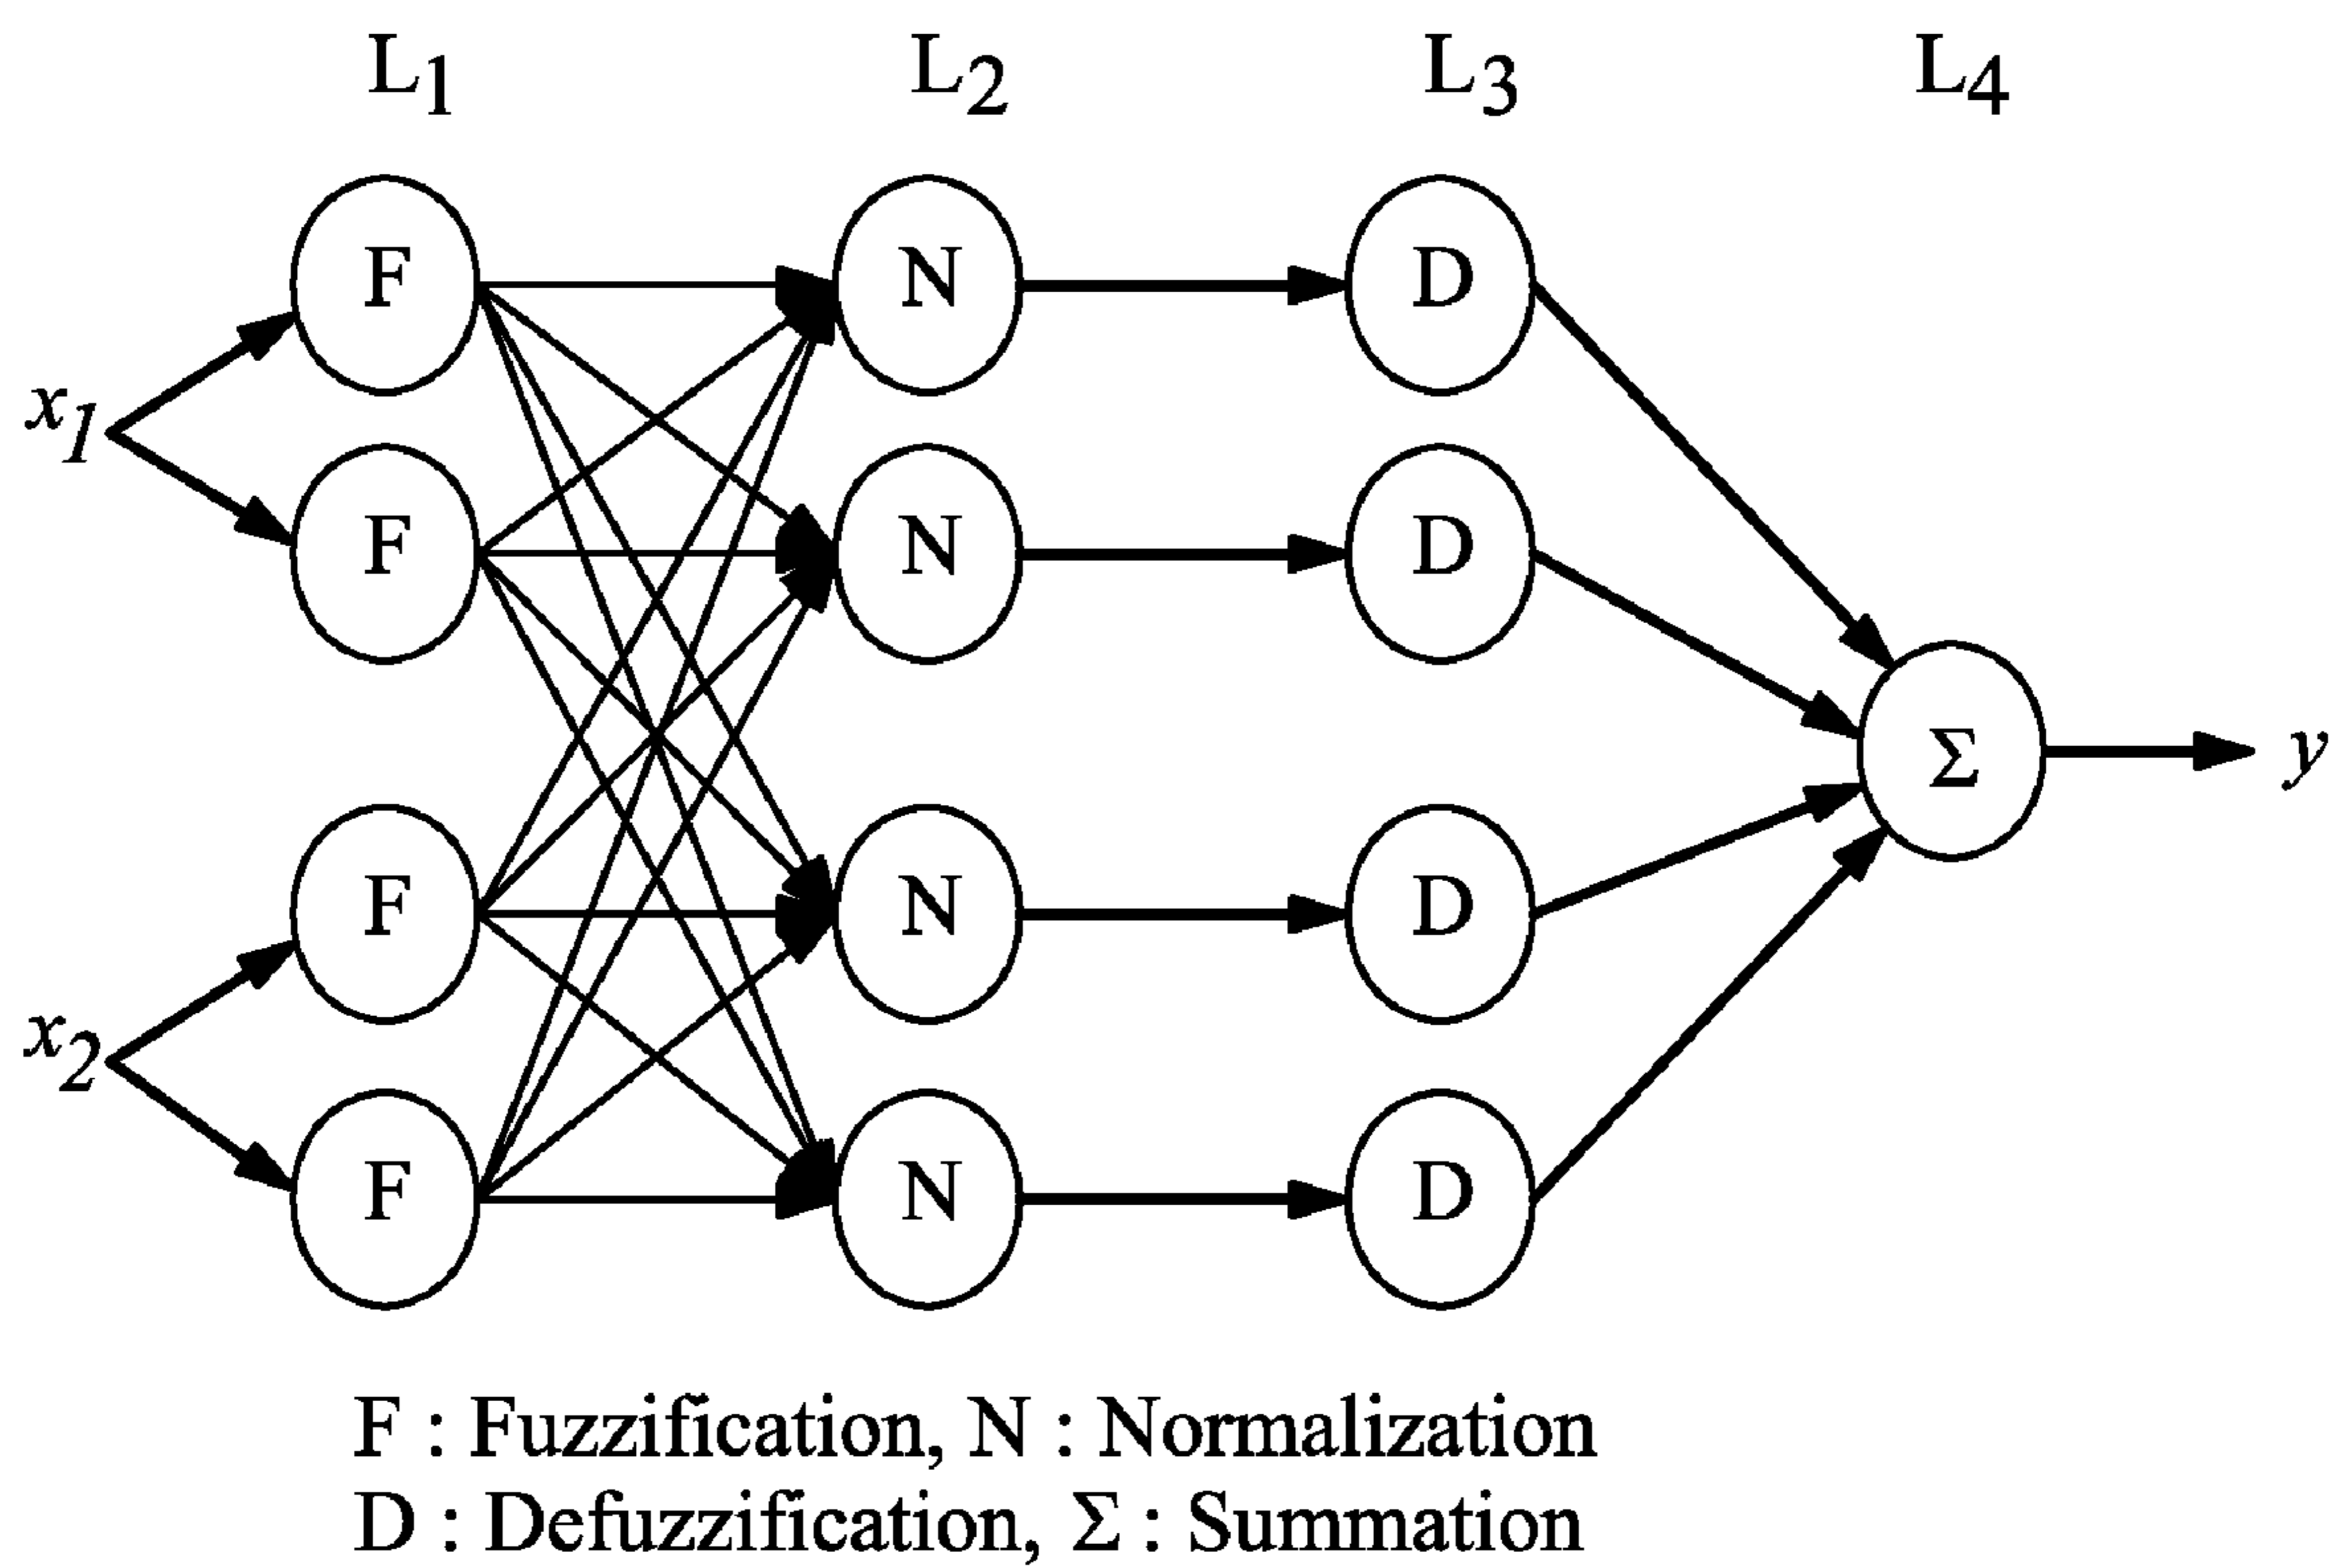 L1 L2 L3 L4
F N D
x1
F N D
Σ y
F N D
x2
F N D
F : Fuzzification, N : Normalization
D : Defuzzification, Σ : Summation